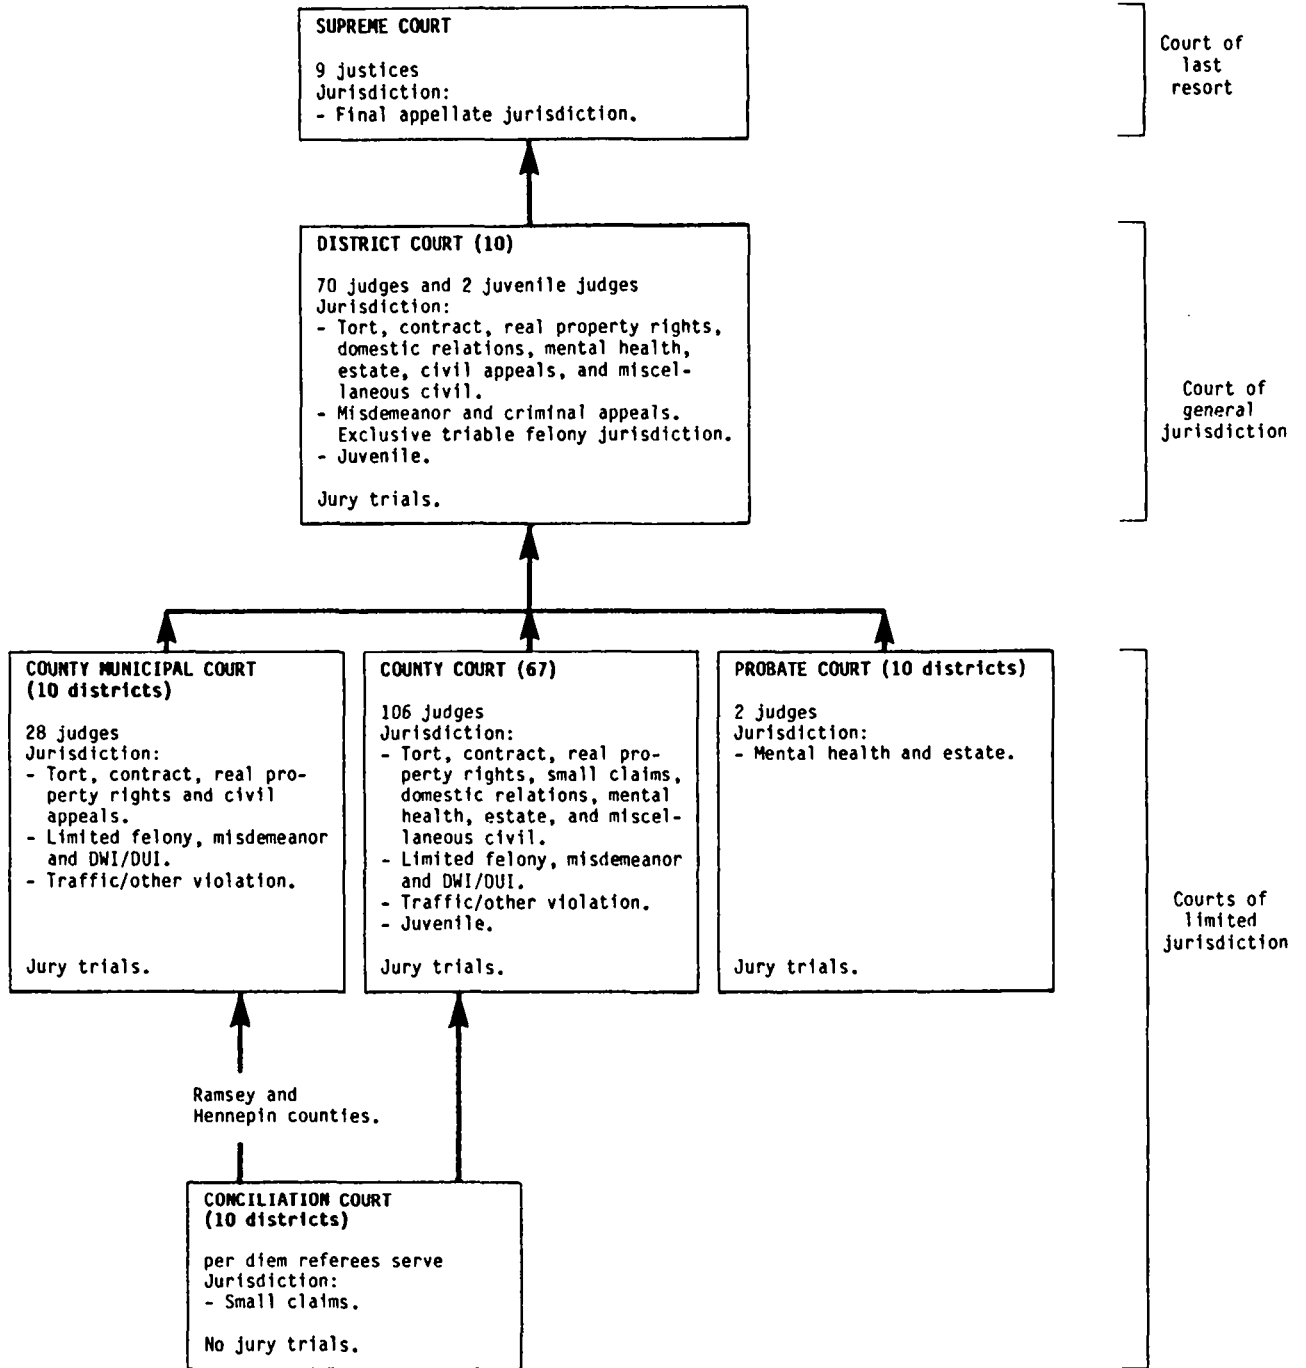 SUPREME COURT
9 justices
Jurisdiction:
- Final appellate jurisdiction.
Court of
last
resort
DISTRICT COURT (10)
70 judges and 2 juvenile judges
Jurisdiction:
- Tort, contract, real property rights,
domestic relations, mental health,
estate, civil appeals, and miscel-
laneous civil.
- Misdemeanor and criminal appeals.
Exclusive triable felony jurisdiction.
- Juvenile.
Jury trials.
Court of
general
jurisdiction
COUNTY MUNICIPAL COURT
(10 districts)
28 judges
Jurisdiction:
- Tort, contract, real pro-
perty rights and civil
appeals.
- Limited felony, misdemeanor
and DWI/DUI.
- Traffic/other violation.
Jury trials.
COUNTY COURT (67)
106 judges
Jurisdiction:
- Tort, contract, real pro-
perty rights, small claims,
domestic relations, mental
health, estate, and miscel-
laneous civil.
- Limited felony, misdemeanor
and DWI/DUI.
- Traffic/other violation.
- Juvenile.
Jury trials.
PROBATE COURT (10 districts)
2 judges
Jurisdiction:
- Mental health and estate.
Jury trials.
Courts of
limited
jurisdiction
Ramsey and
Hennepin counties.
CONCILIATION COURT
(10 districts)
per diem referees serve
Jurisdiction:
- Small claims.
No jury trials.